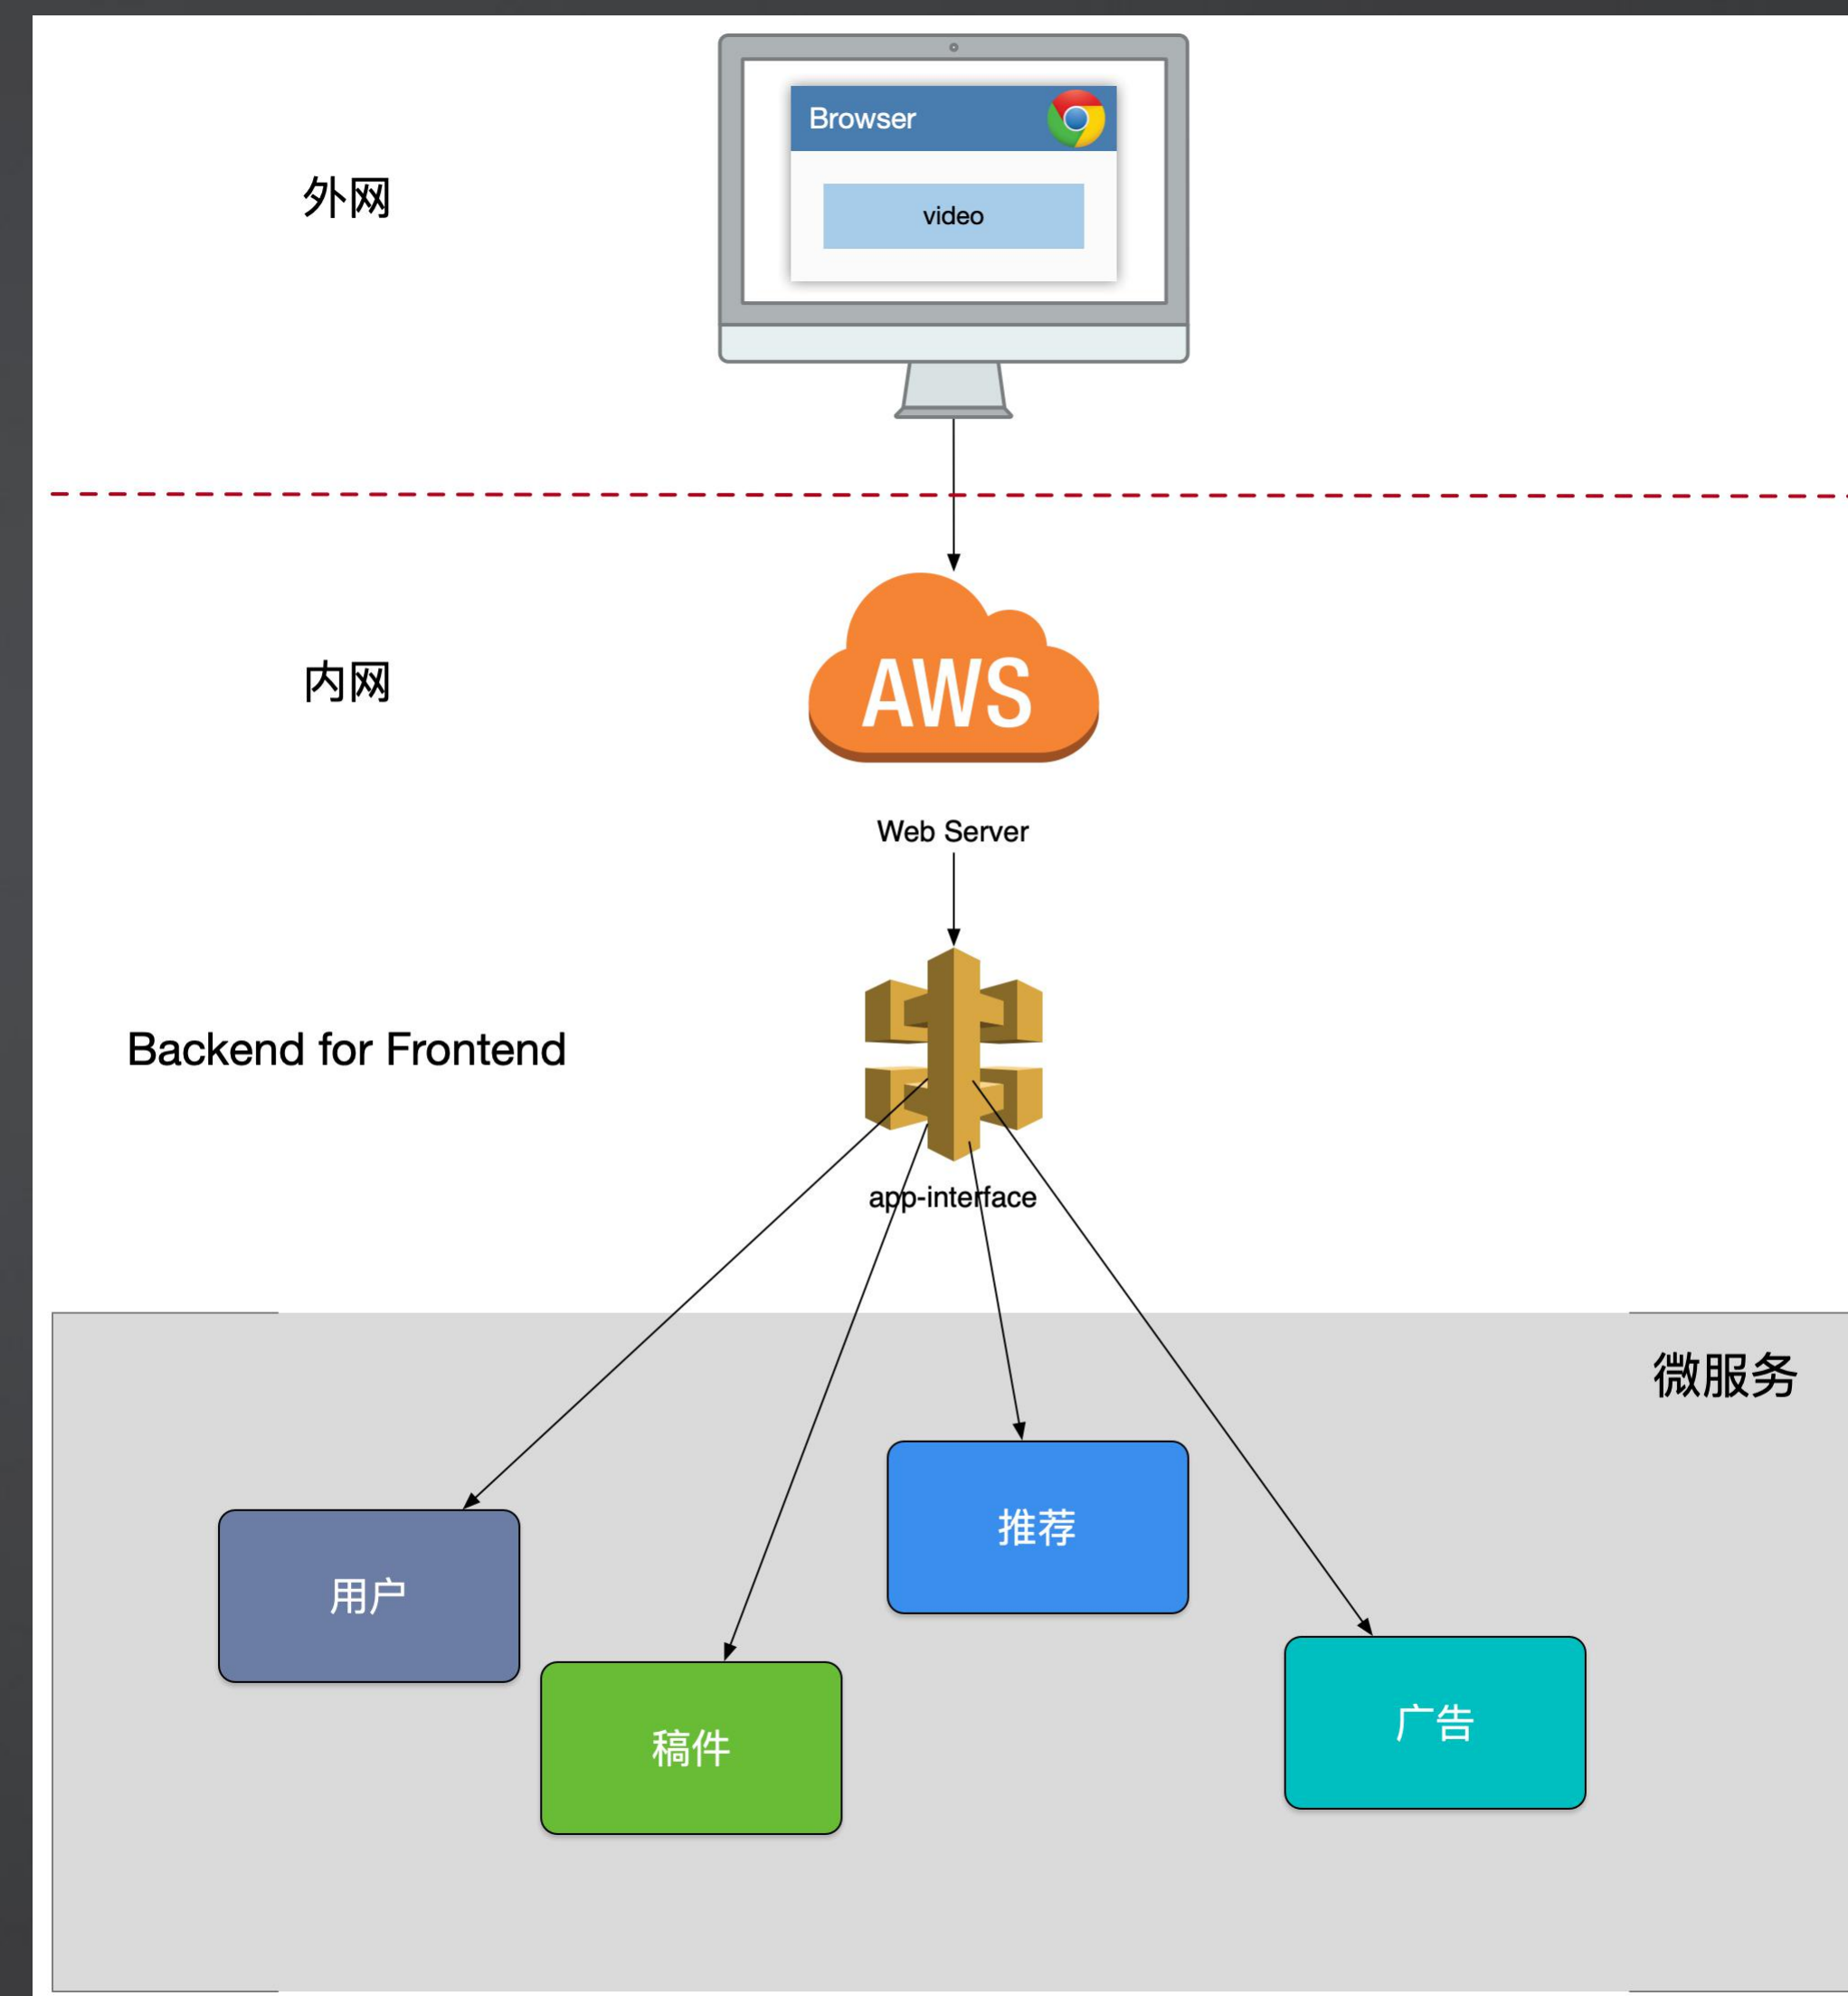 Browser
video
外网
AWS
内网
Web Server
Backend for Frontend
app-interface
微服务
推荐
用户
广告
稿件